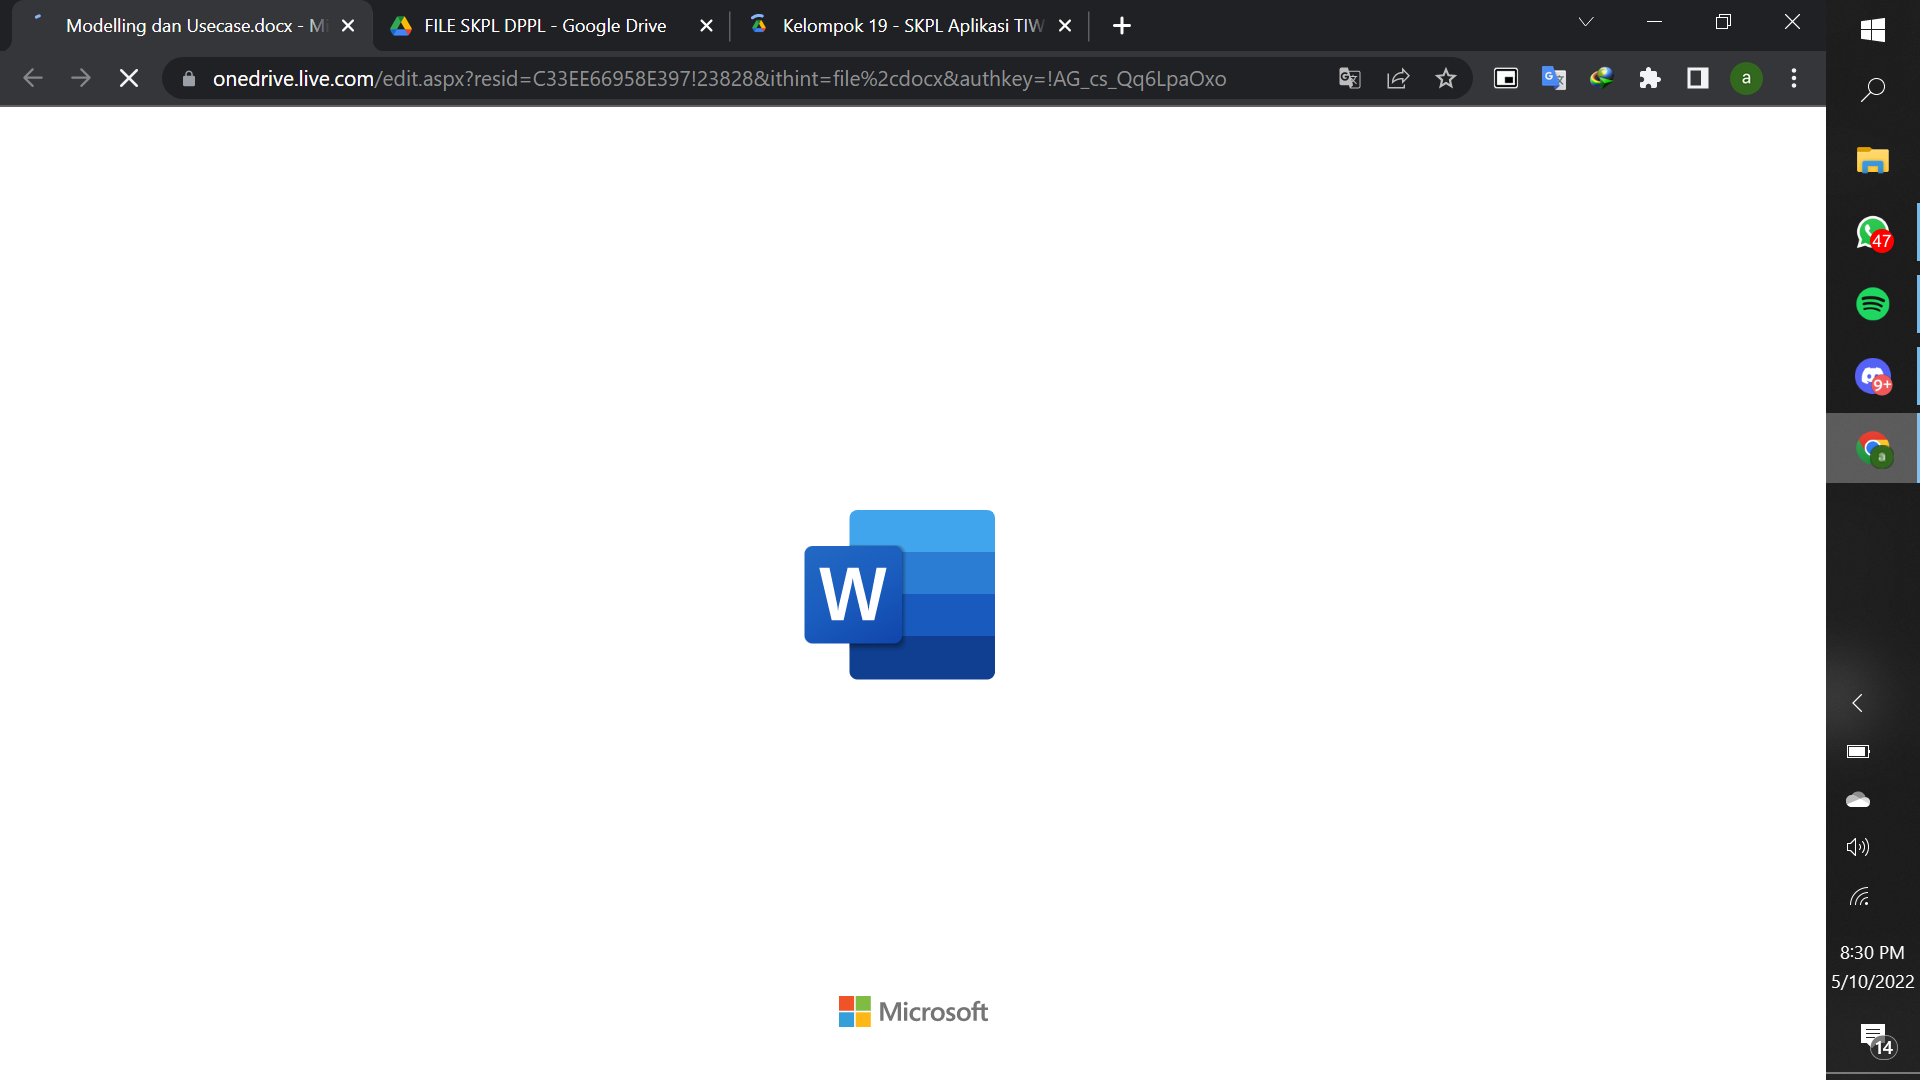 Modelling dan Usecase.docx - Mi
FILE SKPL DPPL - Google Drive
Kelompok 19 - SKPL Aplikasi TIW
onedrive.live.com/edit.aspx?resid=C33EE66958E397!23828&ithint=file%2cdocx&authkey=!AG_cs_Qq6LpaOxo
a
47
9+
a
W
Microsoft
8:30 PM
5/10/2022
14